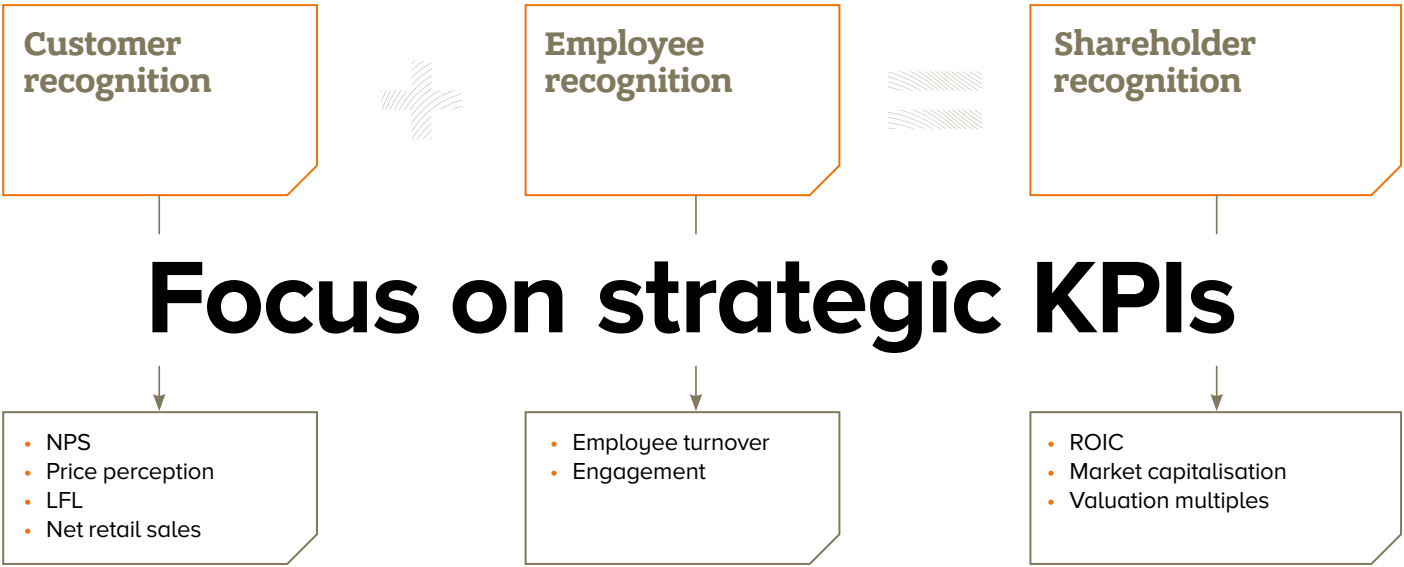 Customer
recognition
Employee
recognition
Shareholder
recognition
Focus on strategic KPIs
• NPS
• Price perception
• LFL
• Net retail sales
• Employee turnover
• Engagement
• ROIC
• Market capitalisation
• Valuation multiples